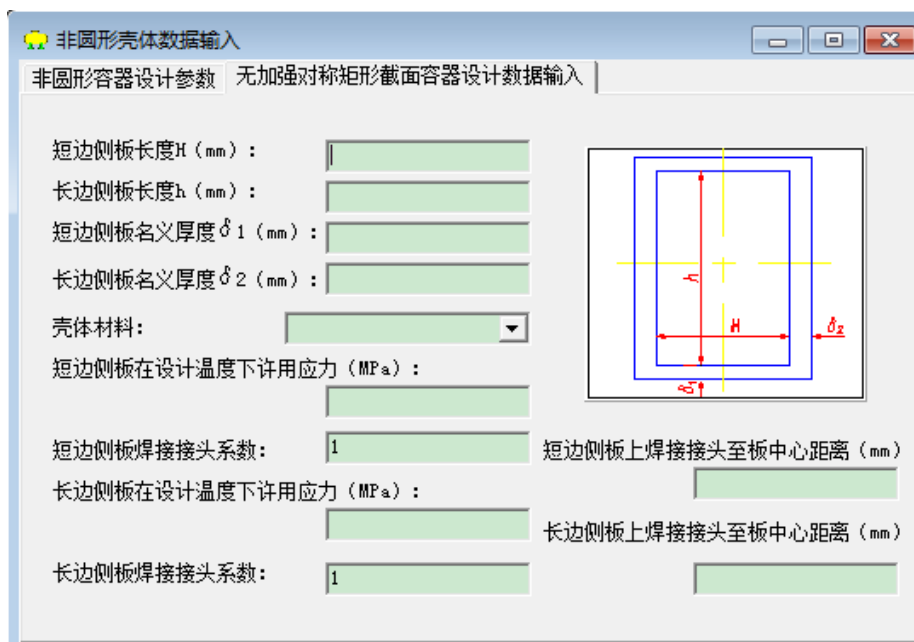 非圆形壳体数据输入
非圆形容器设计参数 无加强对称矩形截面容器设计数据输入
短边侧板长度H（mm）:
长边侧板长度h（mm）:
短边侧板名义厚度δ1（mm）:
长边侧板名义厚度δ2（mm）:
壳体材料:
短边侧板在设计温度下许用应力（MPa）:
短边侧板焊接接头系数: 1
长边侧板在设计温度下许用应力（MPa）:
长边侧板焊接接头系数: 1
h
H
δ₂
δ₁
短边侧板上焊接接头至板中心距离（mm）
长边侧板上焊接接头至板中心距离（mm）